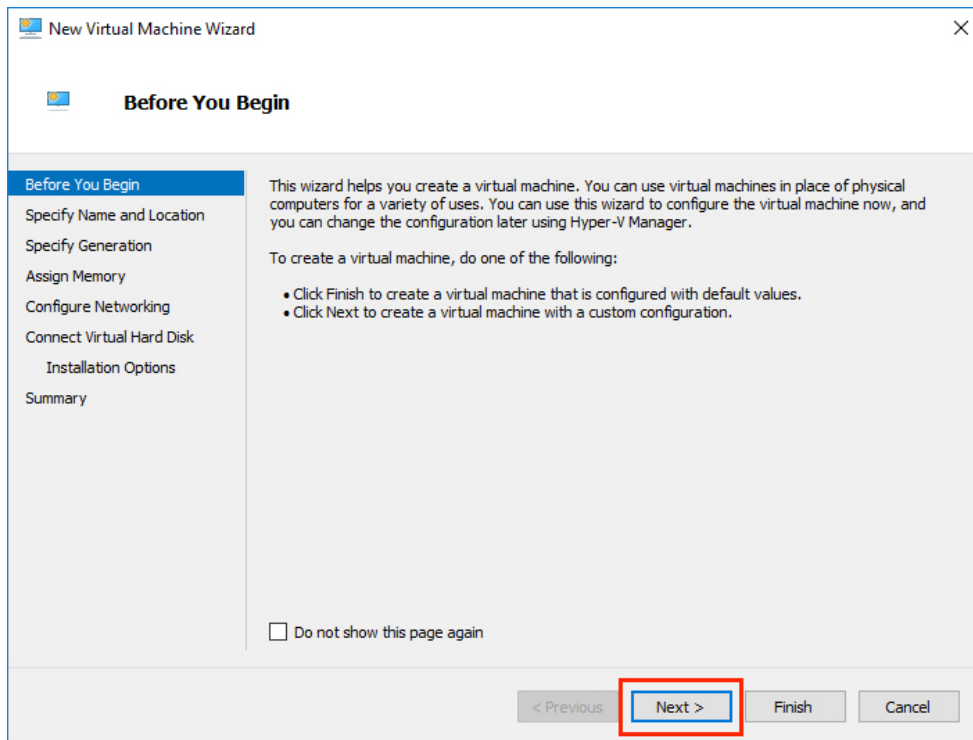 New Virtual Machine Wizard
Before You Begin
Before You Begin
Specify Name and Location
Specify Generation
Assign Memory
Configure Networking
Connect Virtual Hard Disk
Installation Options
Summary
This wizard helps you create a virtual machine. You can use virtual machines in place of physical
computers for a variety of uses. You can use this wizard to configure the virtual machine now, and
you can change the configuration later using Hyper-V Manager.
To create a virtual machine, do one of the following:
• Click Finish to create a virtual machine that is configured with default values.
• Click Next to create a virtual machine with a custom configuration.
Do not show this page again
< Previous
Next >
Finish
Cancel